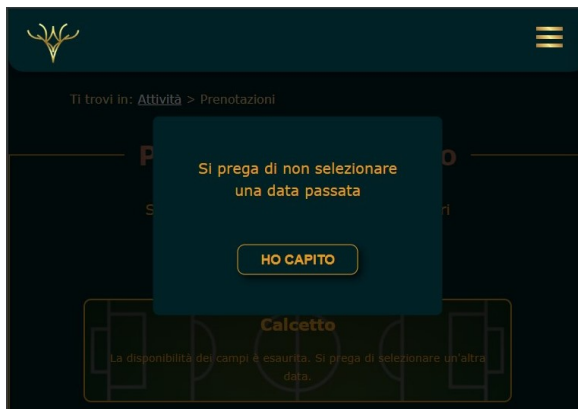 Ti trovi in: Attività > Prenotazioni
Si prega di non selezionare
una data passata
HO CAPITO
Calcetto
La disponibilità dei campi è esaurita. Si prega di selezionare un'altra
data.